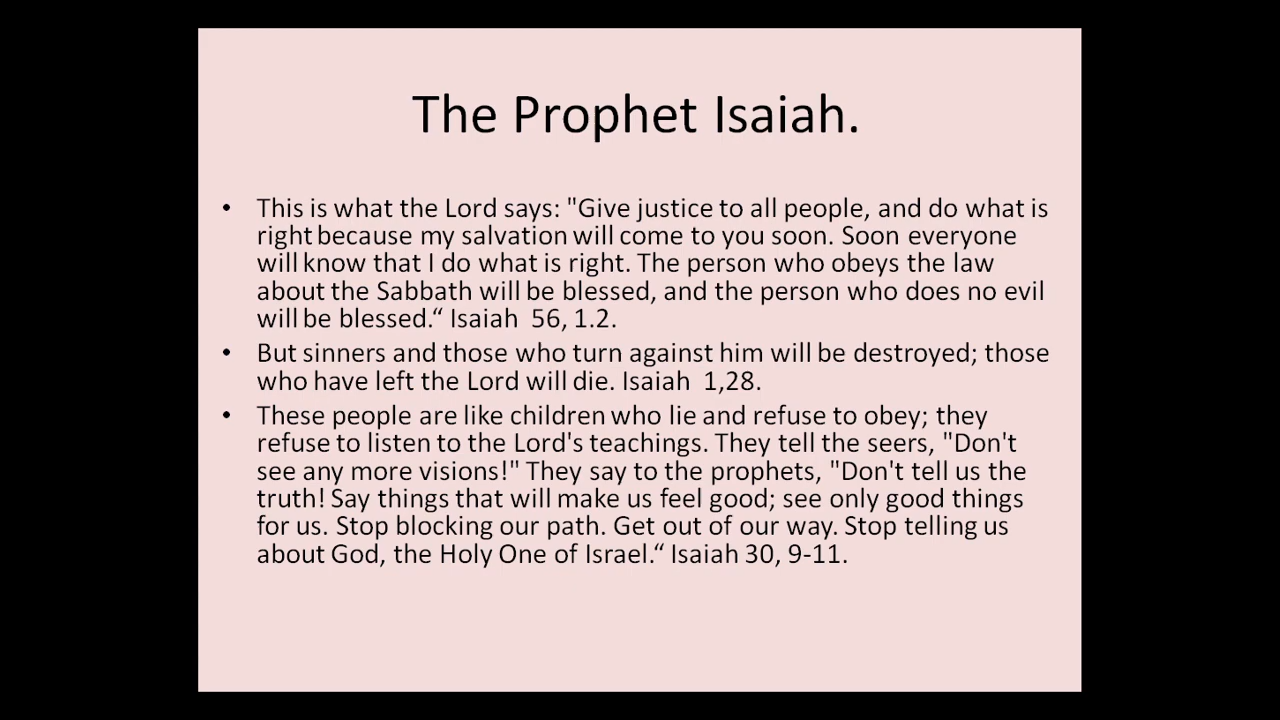 The Prophet Isaiah.
• This is what the Lord says: "Give justice to all people, and do what is
right because my salvation will come to you soon. Soon everyone
will know that I do what is right. The person who obeys the law
about the Sabbath will be blessed, and the person who does no evil
will be blessed.“ Isaiah  56, 1.2.
• But sinners and those who turn against him will be destroyed; those
who have left the Lord will die. Isaiah  1,28.
• These people are like children who lie and refuse to obey; they
refuse to listen to the Lord's teachings. They tell the seers, "Don't
see any more visions!" They say to the prophets, "Don't tell us the
truth! Say things that will make us feel good; see only good things
for us. Stop blocking our path. Get out of our way. Stop telling us
about God, the Holy One of Israel.“ Isaiah 30, 9-11.